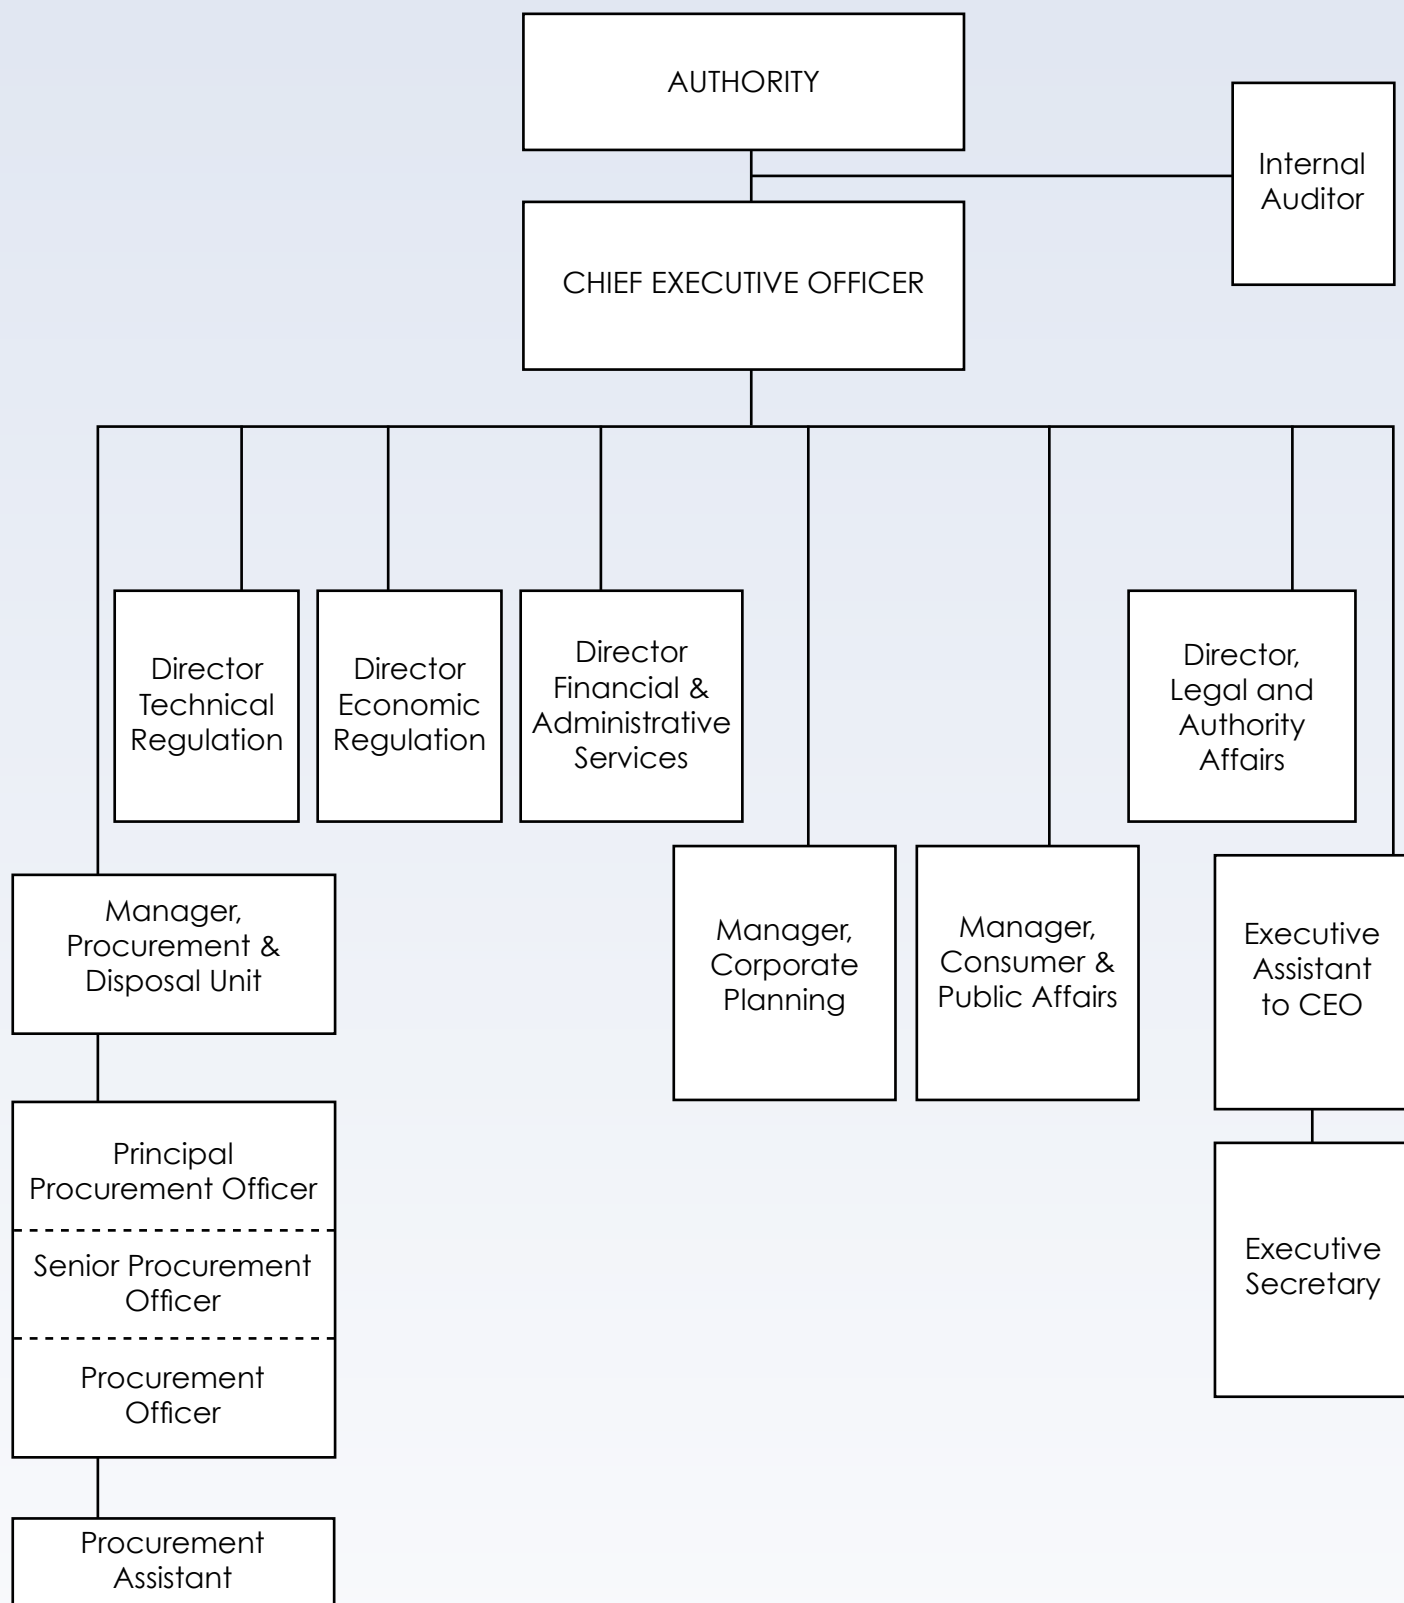 AUTHORITY
Internal
Auditor
CHIEF EXECUTIVE OFFICER
Director
Technical
Regulation
Director
Economic
Regulation
Director
Financial &
Administrative
Services
Director,
Legal and
Authority
Affairs
Manager,
Procurement &
Disposal Unit
Manager,
Corporate
Planning
Manager,
Consumer &
Public Affairs
Executive
Assistant
to CEO
Principal
Procurement Officer
Senior Procurement
Officer
Procurement
Officer
Executive
Secretary
Procurement
Assistant